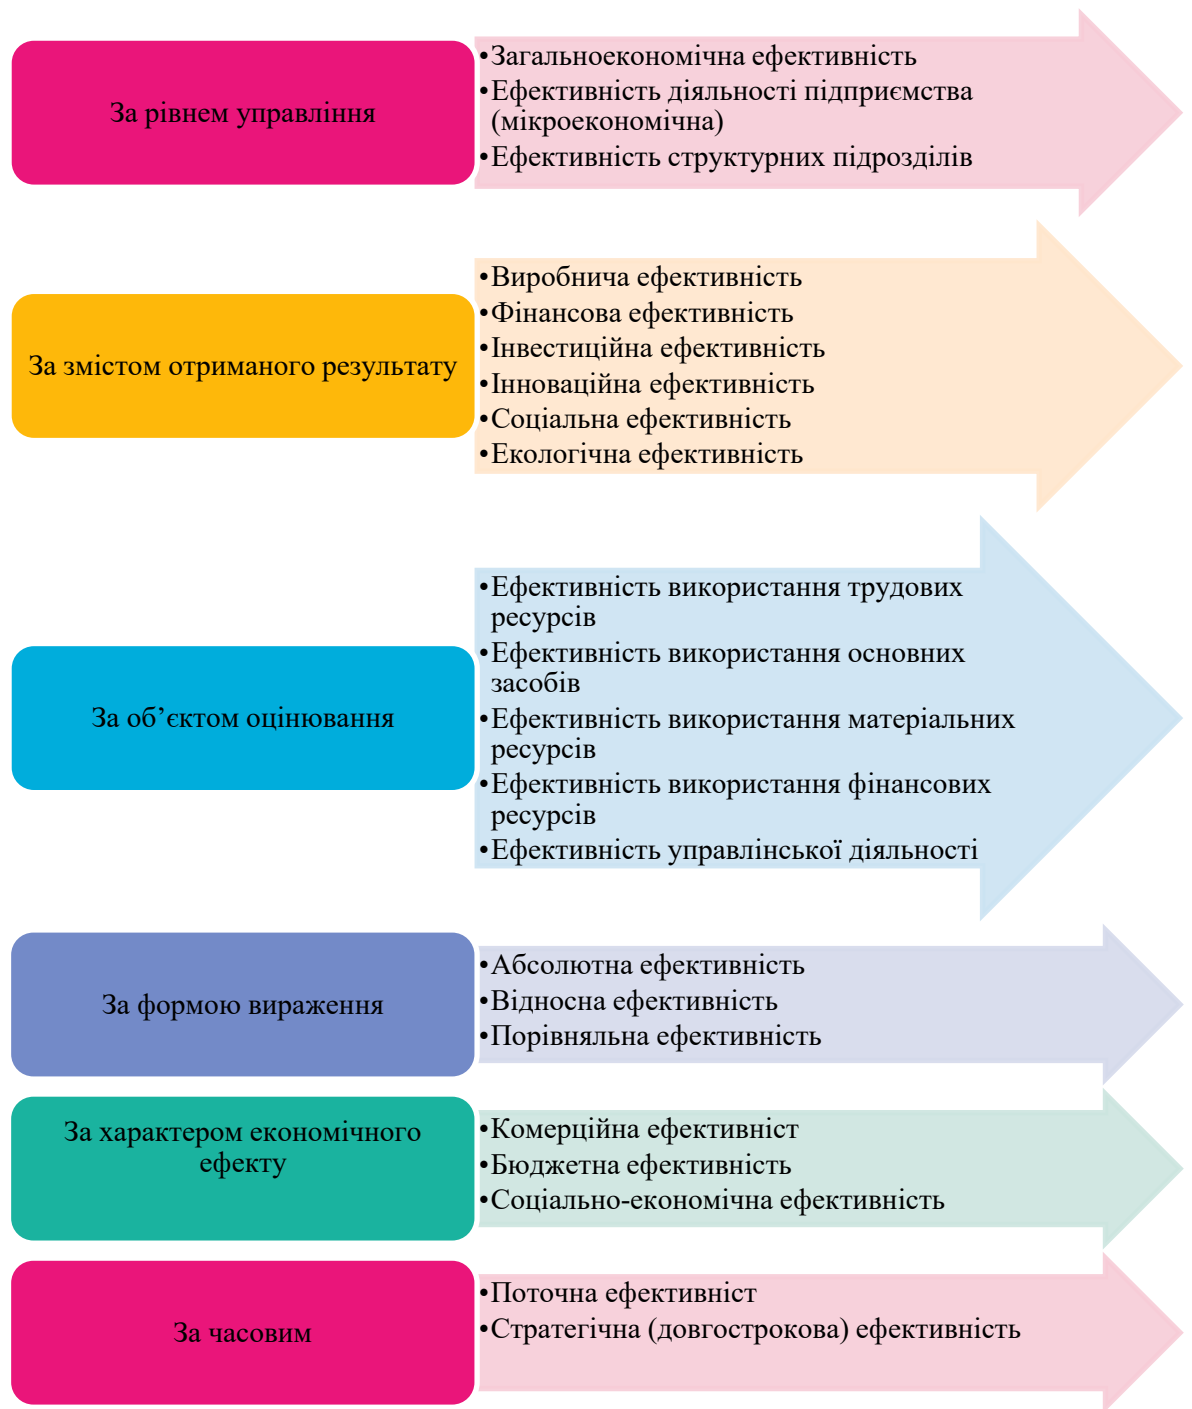 За рівнем управління
•Загальноекономічна ефективність
•Ефективність діяльності підприємства
(мікроекономічна)
•Ефективність структурних підрозділів
За змістом отриманого результату
•Виробнича ефективність
•Фінансова ефективність
•Інвестиційна ефективність
•Інноваційна ефективність
•Соціальна ефективність
•Екологічна ефективність
За об’єктом оцінювання
•Ефективність використання трудових
ресурсів
•Ефективність використання основних
засобів
•Ефективність використання матеріальних
ресурсів
•Ефективність використання фінансових
ресурсів
•Ефективність управлінської діяльності
За формою вираження
•Абсолютна ефективність
•Відносна ефективність
•Порівняльна ефективність
За характером економічного
ефекту
•Комерційна ефективніст
•Бюджетна ефективність
•Соціально-економічна ефективність
За часовим
•Поточна ефективніст
•Стратегічна (довгострокова) ефективність